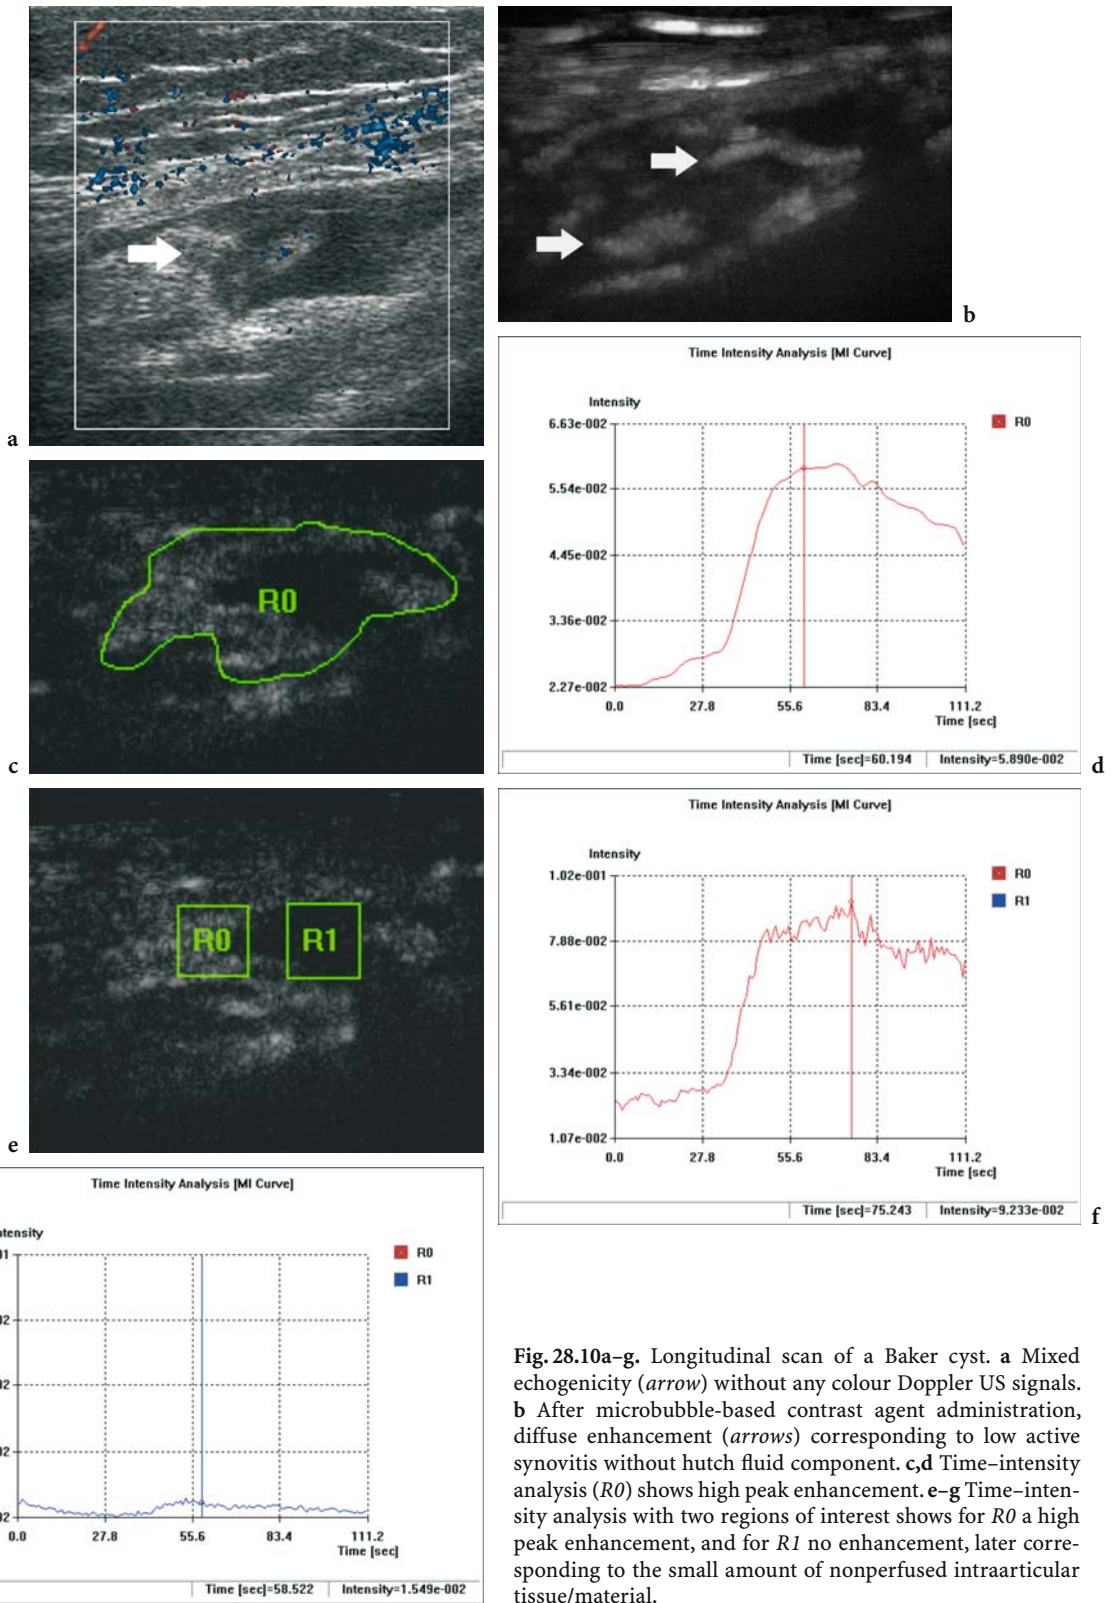 a
b
Time Intensity Analysis [MI Curve]
Intensity
6.63e-002
R0
5.54e-002
4.45e-002
3.36e-002
2.27e-002
0.0 27.8 55.6 83.4 111.2
Time [sec]
Time [sec]=60.194 Intensity=5.890e-002
d
R0
c
R0 R1
e
Time Intensity Analysis [MI Curve]
Intensity
1.02e-001
R0
R1
7.88e-002
5.61e-002
3.34e-002
1.07e-002
0.0 27.8 55.6 83.4 111.2
Time [sec]
Time [sec]=75.243 Intensity=9.233e-002
f
Time Intensity Analysis [MI Curve]
ntensity
01
R0
R1
02
02
02
02
0.0 27.8 55.6 83.4 111.2
Time [sec]
Time [sec]=58.522 Intensity=1.549e-002
Fig. 28.10a–g. Longitudinal scan of a Baker cyst. a Mixed
echogenicity (arrow) without any colour Doppler US signals.
b After microbubble-based contrast agent administration,
diffuse enhancement (arrows) corresponding to low active
synovitis without hutch fluid component. c,d Time–intensity
analysis (R0) shows high peak enhancement. e–g Time–inten-
sity analysis with two regions of interest shows for R0 a high
peak enhancement, and for R1 no enhancement, later corre-
sponding to the small amount of nonperfused intraarticular
tissue/material.